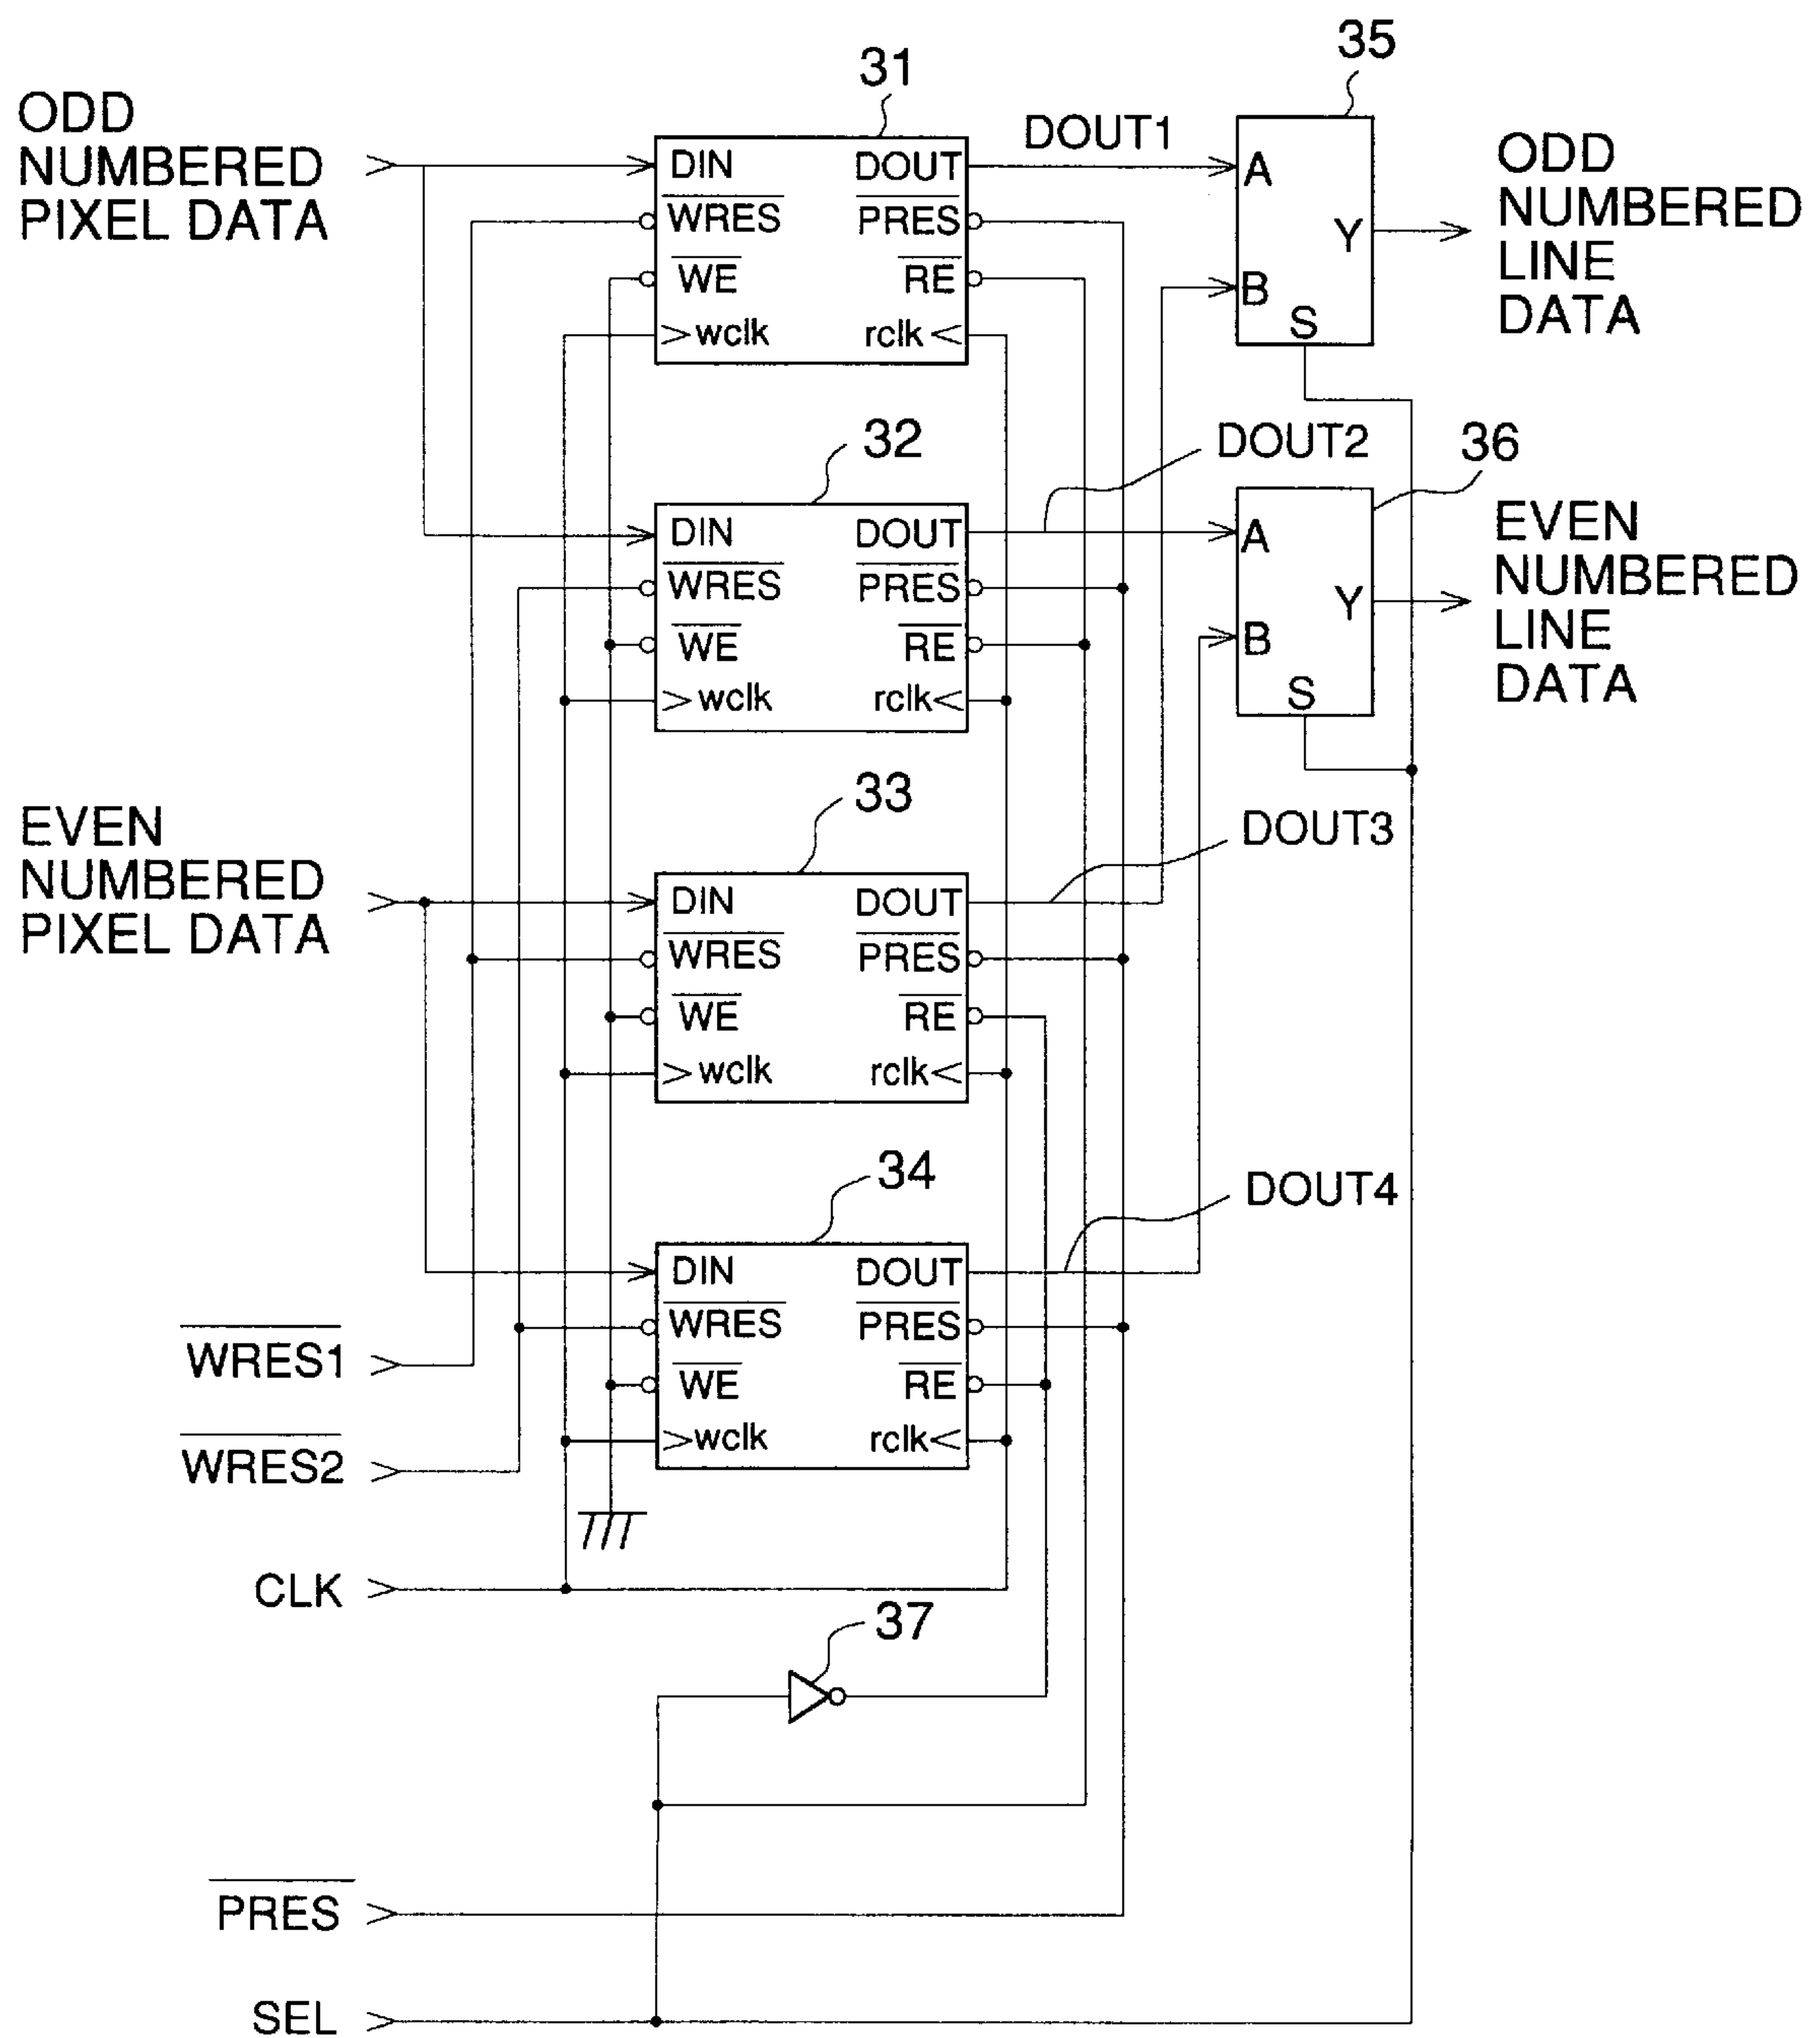 31
35
ODD
NUMBERED
PIXEL DATA
DIN
WRES
WE
>wclk
DOUT
PRES
RE
rclk<
DOUT1
A
B
Y
S
ODD
NUMBERED
LINE
DATA
32
DIN
WRES
WE
>wclk
DOUT
PRES
RE
rclk<
DOUT2
36
A
B
Y
S
EVEN
NUMBERED
LINE
DATA
33
EVEN
NUMBERED
PIXEL DATA
DIN
WRES
WE
>wclk
DOUT
PRES
RE
rclk<
DOUT3
34
DIN
WRES
WE
>wclk
DOUT
PRES
RE
rclk<
DOUT4
WRES1
WRES2
CLK
37
PRES
SEL